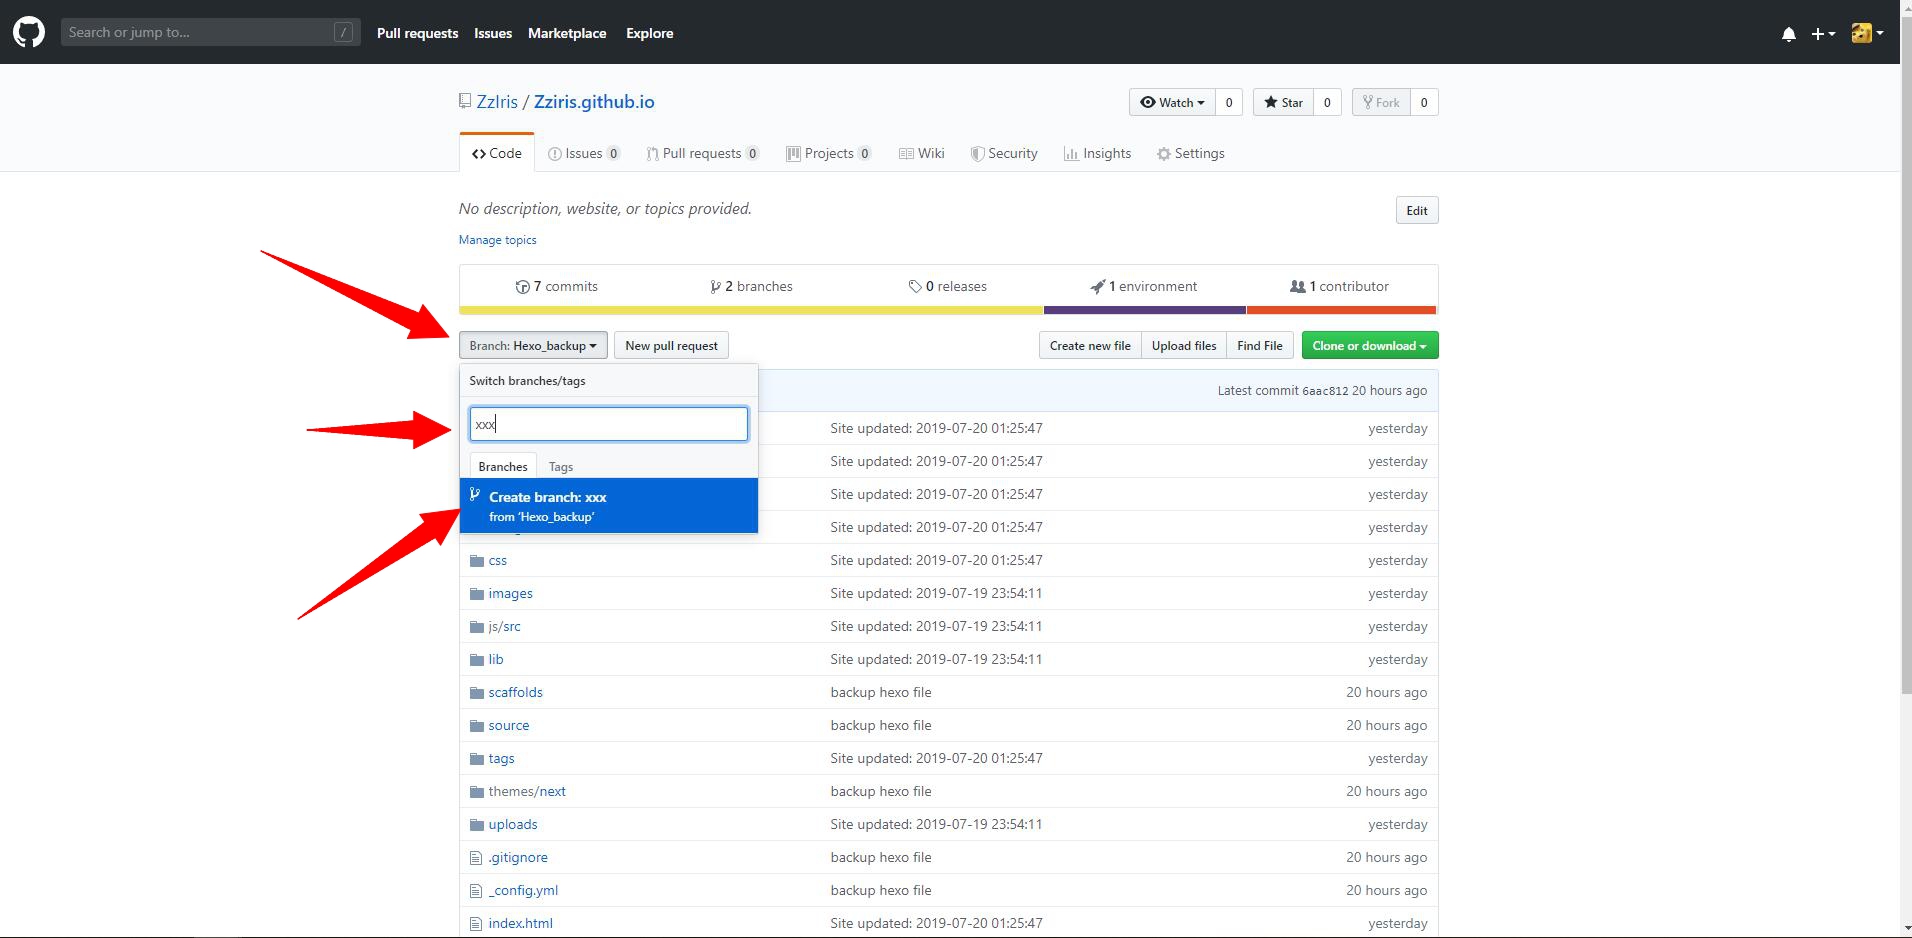 Search or jump to... / Pull requests Issues Marketplace Explore
ZzIris / Zziris.github.io Watch 0 Star 0 Fork 0
Code Issues 0 Pull requests 0 Projects 0 Wiki Security Insights Settings
No description, website, or topics provided. Edit
Manage topics
7 commits 2 branches 0 releases 1 environment 1 contributor
Branch: Hexo_backup New pull request Create new file Upload files Find File Clone or download
Switch branches/tags
Latest commit 6aac812 20 hours ago
xxx
Site updated: 2019-07-20 01:25:47 yesterday
Site updated: 2019-07-20 01:25:47 yesterday
Branches Tags
Create branch: xxx
from ‘Hexo_backup’
Site updated: 2019-07-20 01:25:47 yesterday
Site updated: 2019-07-20 01:25:47 yesterday
css Site updated: 2019-07-20 01:25:47 yesterday
images Site updated: 2019-07-19 23:54:11 yesterday
js/src Site updated: 2019-07-19 23:54:11 yesterday
lib Site updated: 2019-07-19 23:54:11 yesterday
scaffolds backup hexo file 20 hours ago
source backup hexo file 20 hours ago
tags Site updated: 2019-07-20 01:25:47 yesterday
themes/next backup hexo file 20 hours ago
uploads Site updated: 2019-07-19 23:54:11 yesterday
.gitignore backup hexo file 20 hours ago
_config.yml backup hexo file 20 hours ago
index.html Site updated: 2019-07-20 01:25:47 yesterday